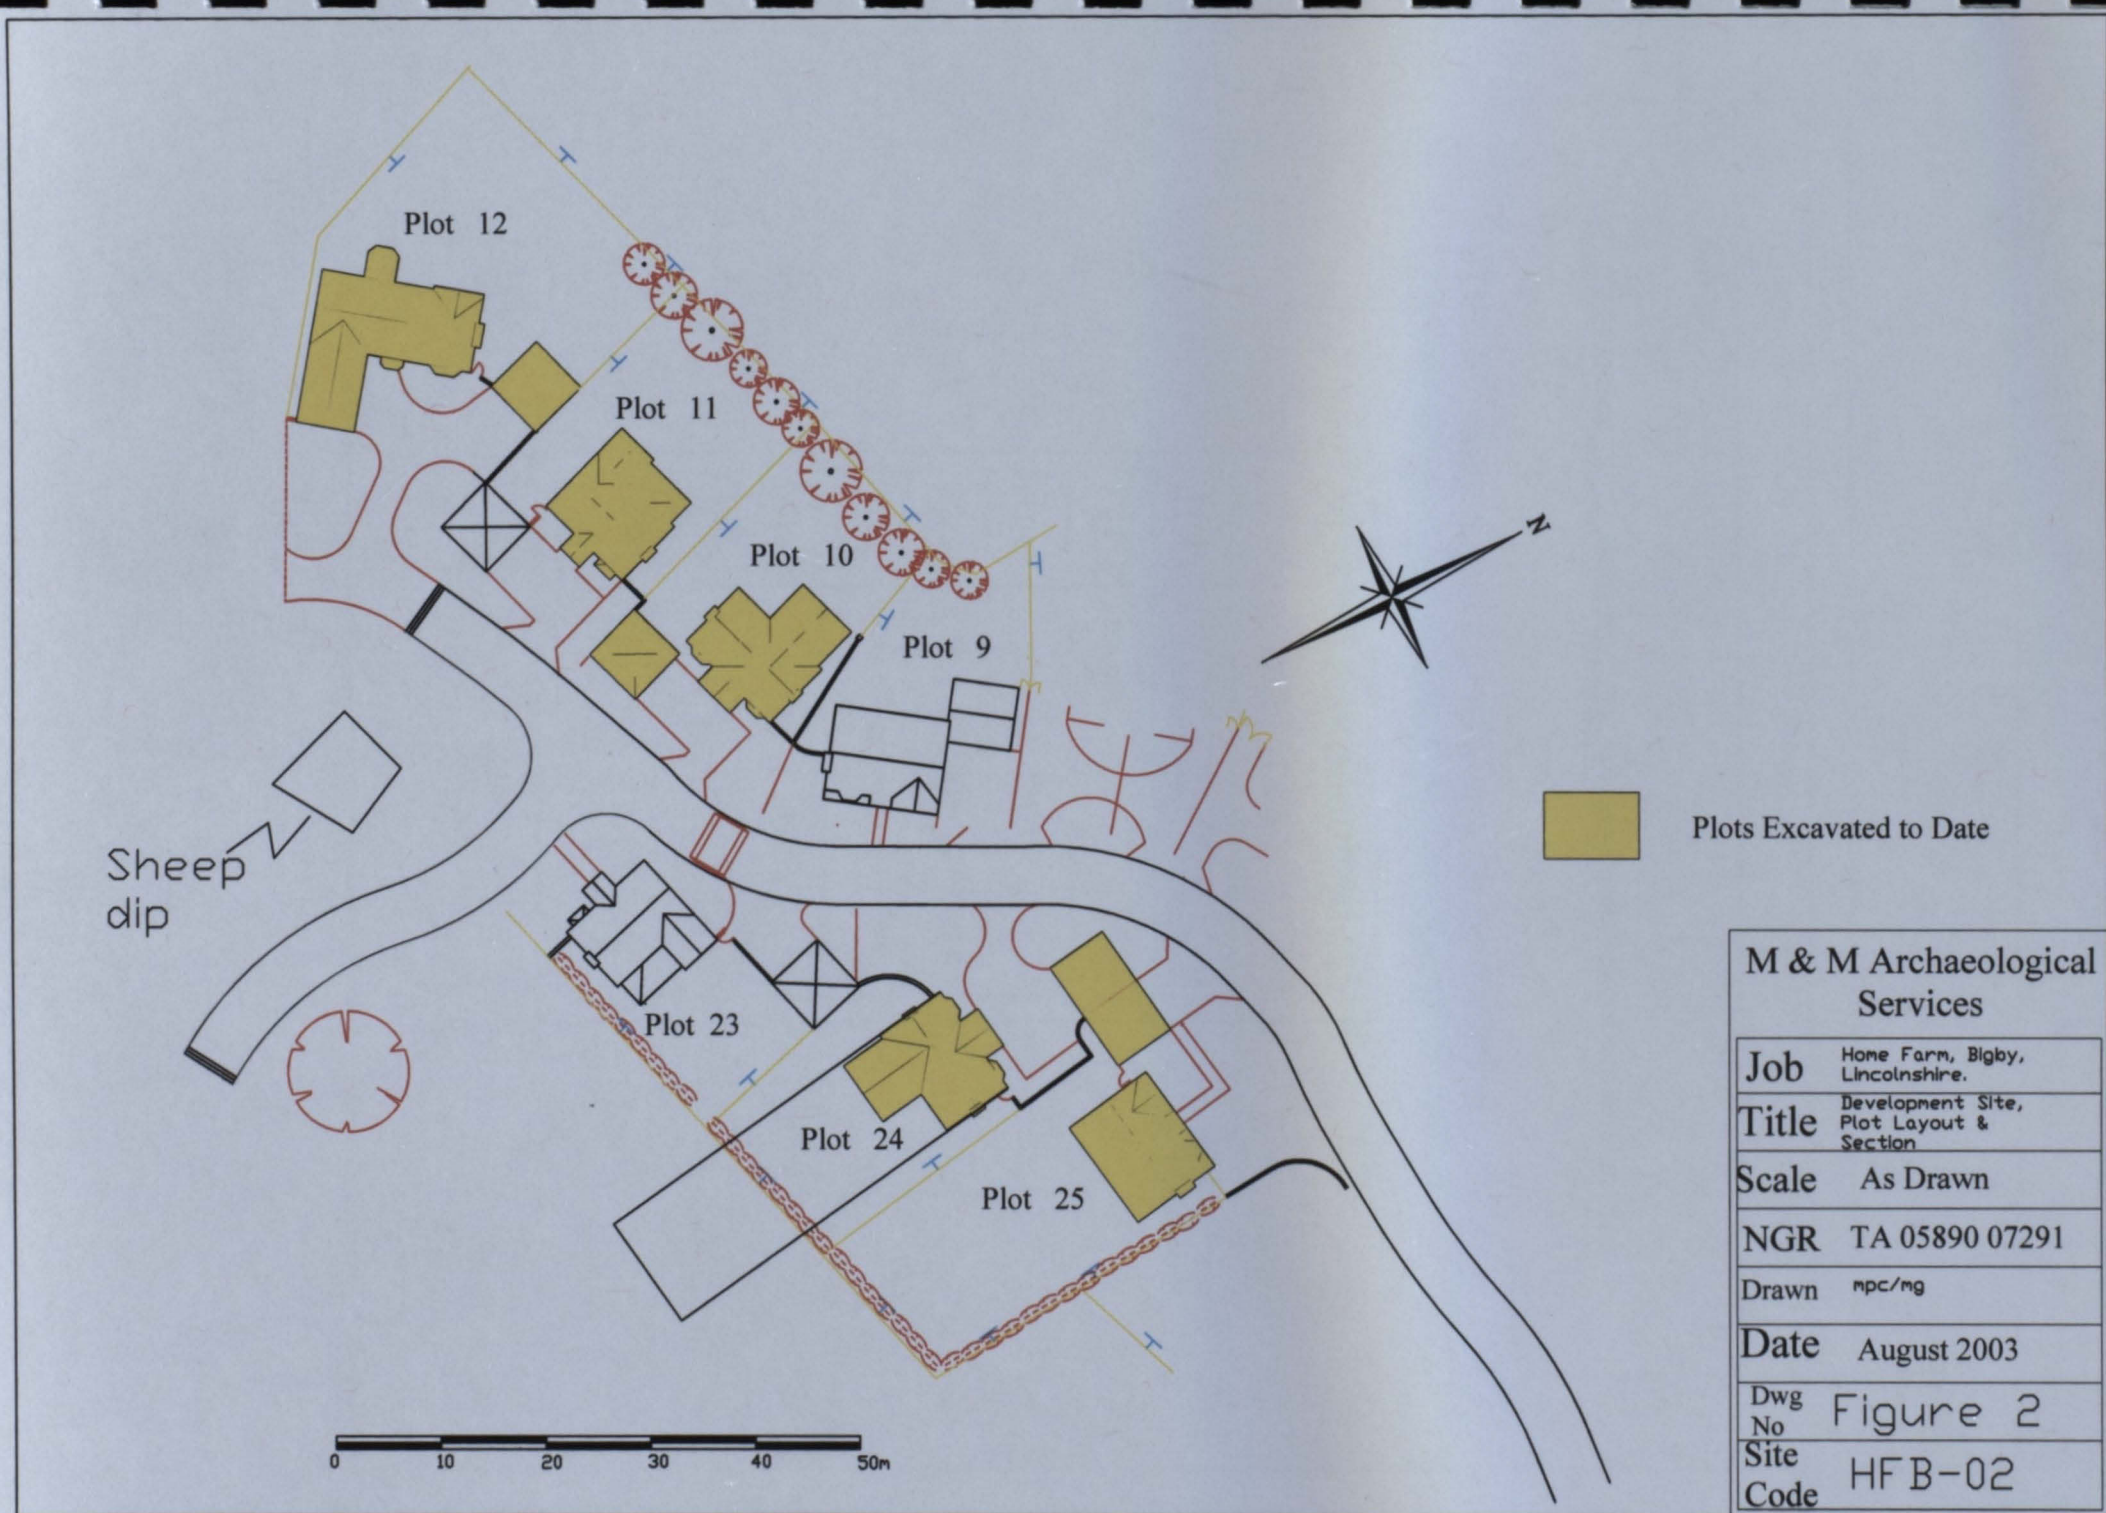 Plot 12
Plot 11
Plot 10
Plot 9
N
Sheep
dip
Plots Excavated to Date
Plot 23
Plot 24
Plot 25
0 10 20 30 40 50m
M & M Archaeological
Services
Job Home Farm, Bigby,
Lincolnshire.
Title Development Site,
Plot Layout &
Section
Scale As Drawn
NGR TA 05890 07291
Drawn mpc/mg
Date August 2003
Dwg
No Figure 2
Site
Code HFB-02